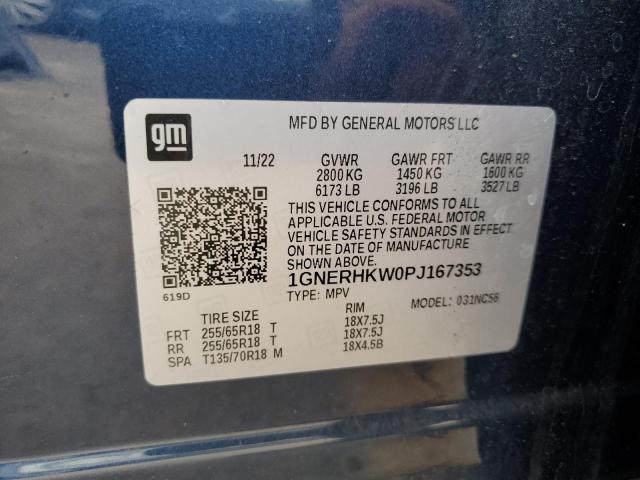 gm
MFD BY GENERAL MOTORS LLC
11/22 GVWR GAWR FRT GAWR RR
2800 KG 1450 KG 1600 KG
6173 LB 3196 LB 3527 LB
THIS VEHICLE CONFORMS TO ALL
APPLICABLE U.S. FEDERAL MOTOR
VEHICLE SAFETY STANDARDS IN EFFECT
ON THE DATE OF MANUFACTURE
SHOWN ABOVE.
1GNERHKW0PJ167353
619D
TYPE: MPV MODEL: 031NC56
TIRE SIZE RIM
FRT 255/65R18 T 18X7.5J
RR 255/65R18 T 18X7.5J
SPA T135/70R18 M 18X4.5B